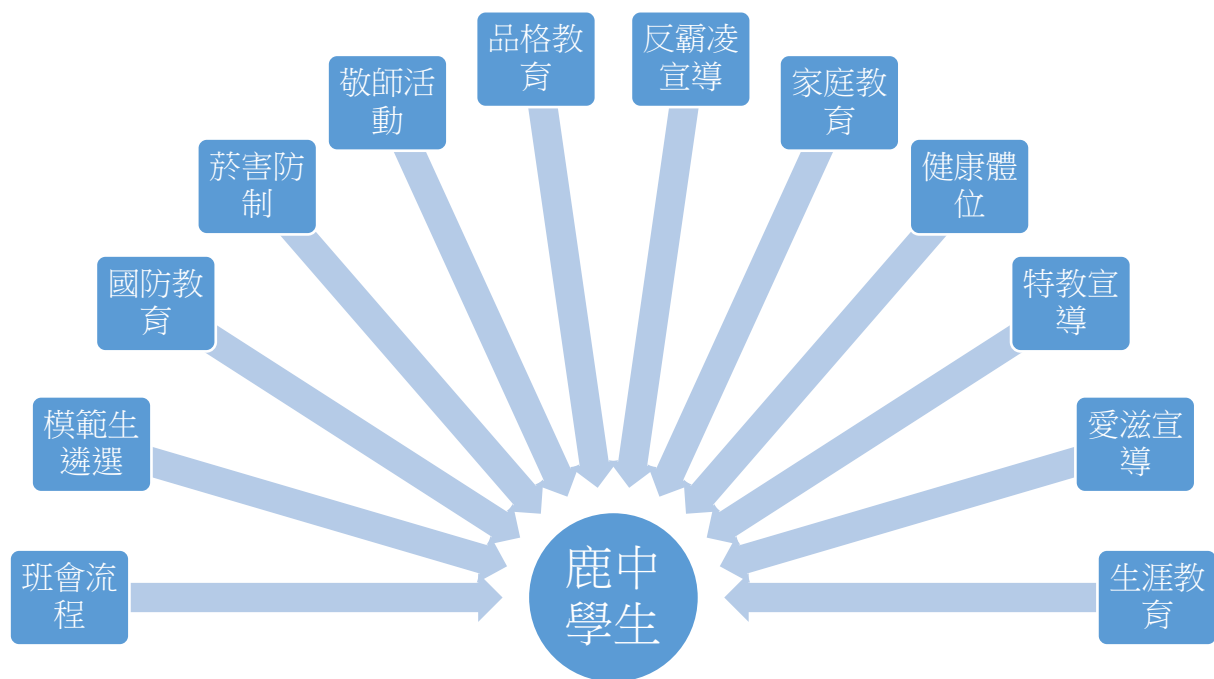 班會流
程
模範生
遴選
國防教
育
菸害防
制
敬師活
動
品格教
育
反霸凌
宣導
家庭教
育
健康體
位
特教宣
導
愛滋宣
導
生涯教
育
鹿中
學生